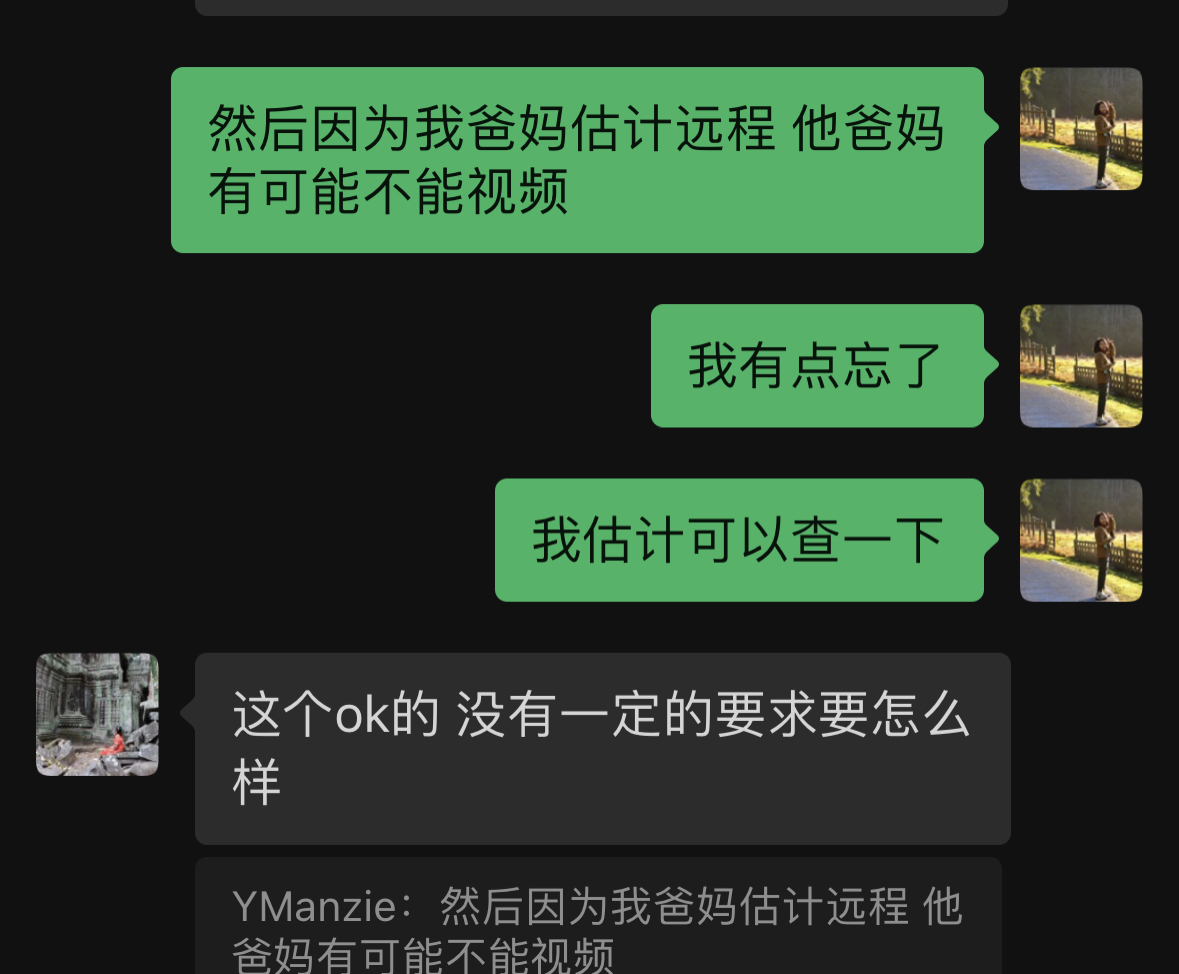 然后因为我爸妈估计远程 他爸妈
有可能不能视频
我有点忘了
我估计可以查一下
这个ok的 没有一定的要求要怎么
样
YManzie：然后因为我爸妈估计远程 他
爸妈有可能不能视频